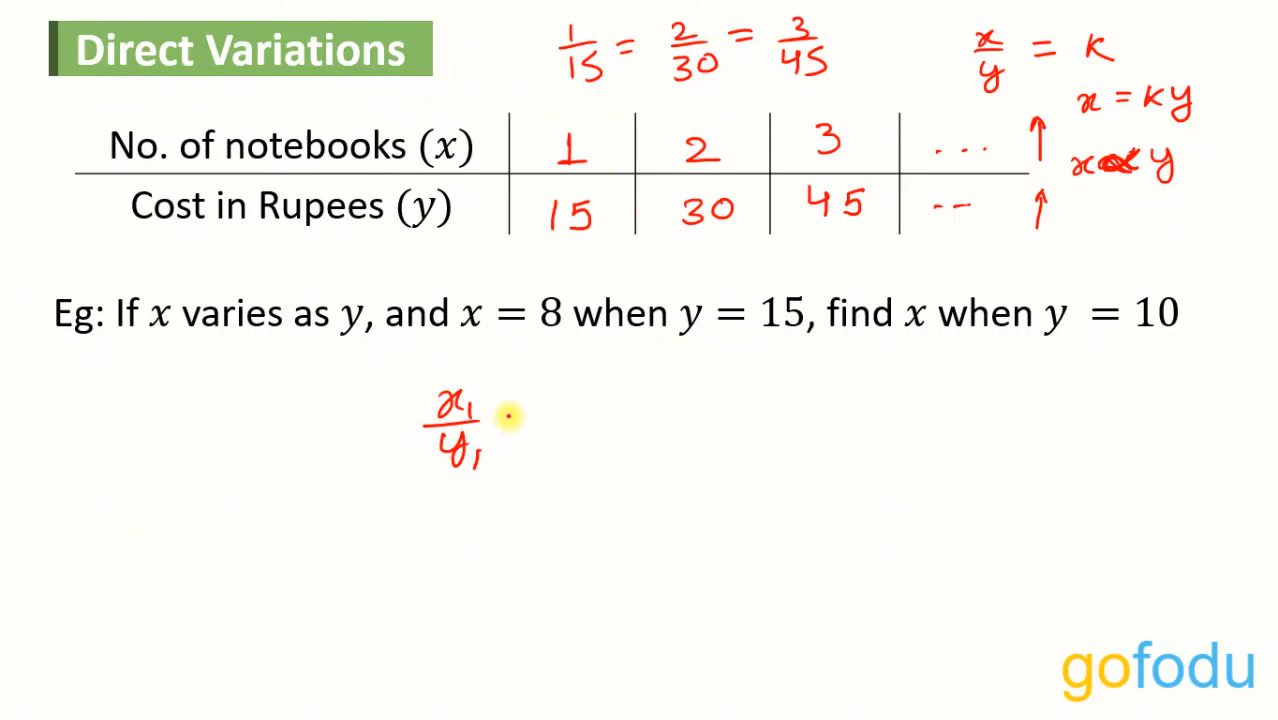 Direct Variations
1/15 = 2/30 = 3/45
x/y = k
x = ky
No. of notebooks (x) 1 2 3 ... ↑
x ∝ y
Cost in Rupees (y) 15 30 45 -- ↑
Eg: If x varies as y, and x = 8 when y = 15, find x when y = 10
x₁/y₁
gofodu